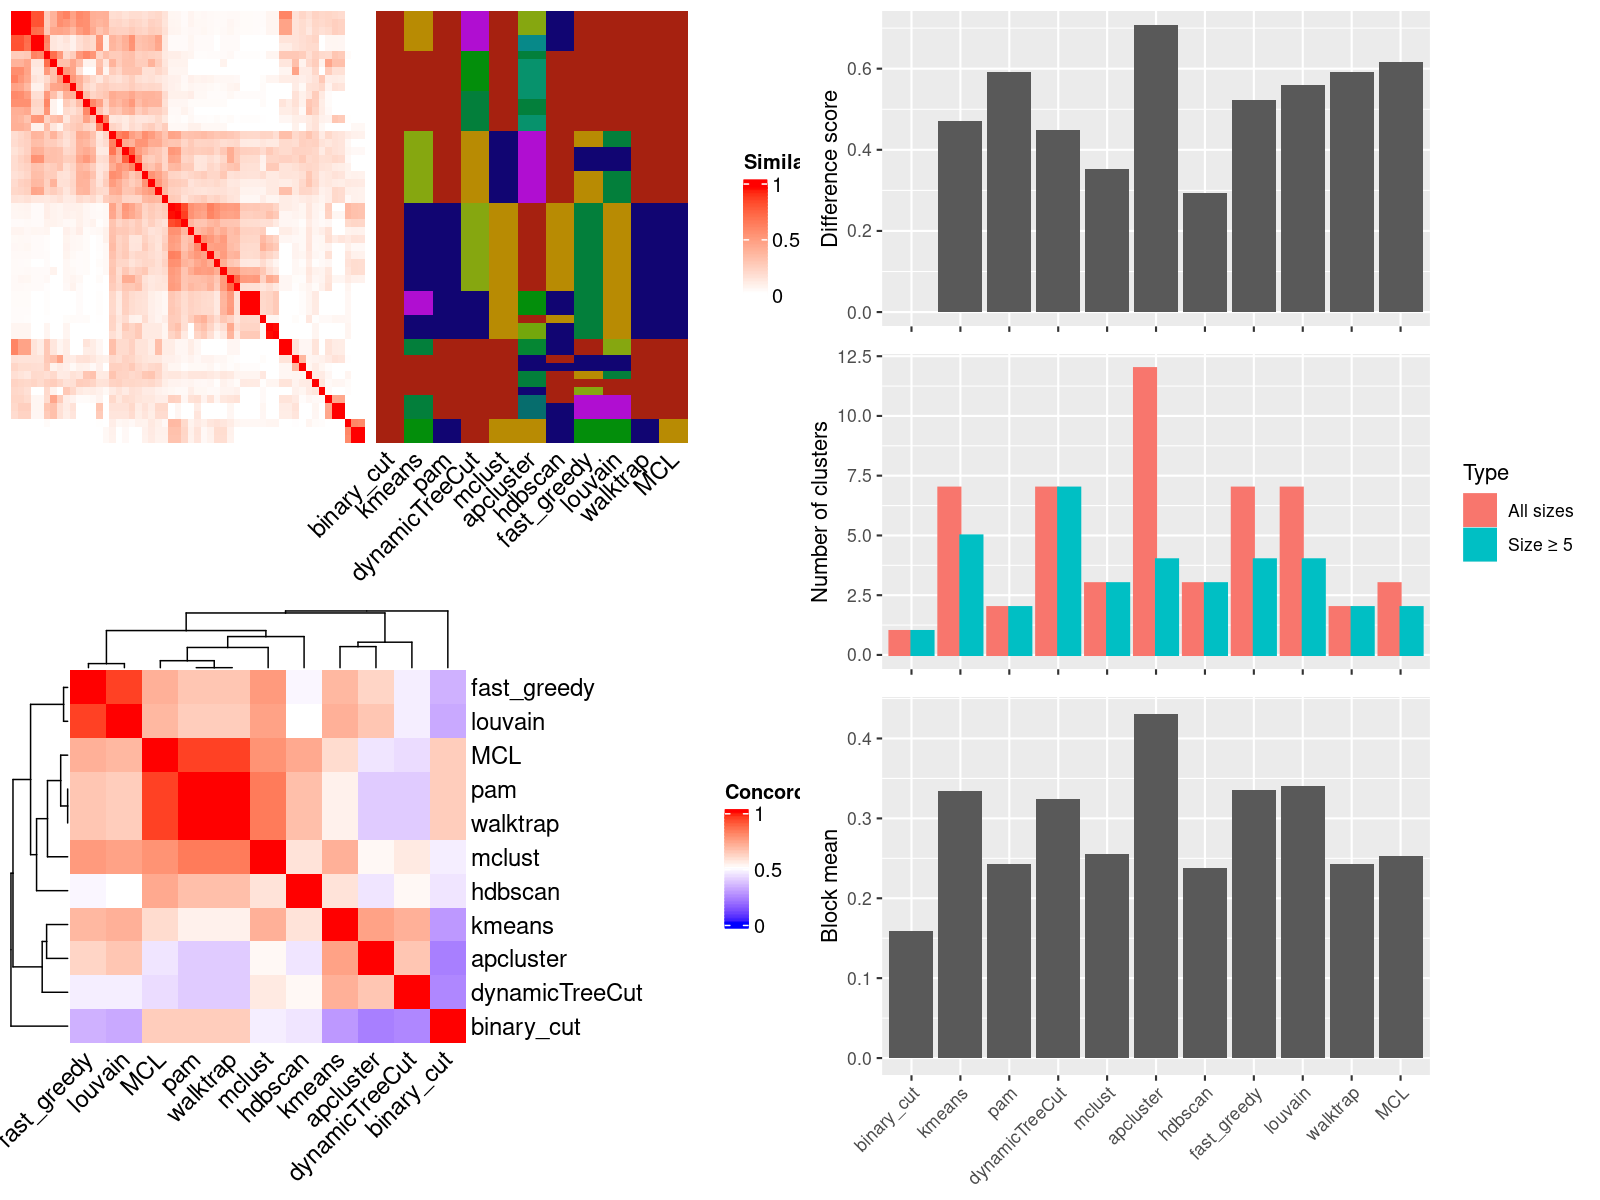 Simila
1
0.5
0
binary_cut
kmeans
pam
dynamicTreeCut
mclust
apcluster
hdbscan
fast_greedy
louvain
walktrap
MCL
fast_greedy
louvain
MCL
pam
walktrap
mclust
hdbscan
kmeans
apcluster
dynamicTreeCut
binary_cut
fast_greedy
louvain
MCL
pam
walktrap
mclust
hdbscan
kmeans
apcluster
dynamicTreeCut
binary_cut
Concord
1
0.5
0
Difference score
0.6
0.4
0.2
0.0
Number of clusters
12.5
10.0
7.5
5.0
2.5
0.0
Type
All sizes
Size ≥ 5
Block mean
0.4
0.3
0.2
0.1
0.0
binary_cut
kmeans
pam
dynamicTreeCut
mclust
apcluster
hdbscan
fast_greedy
louvain
walktrap
MCL